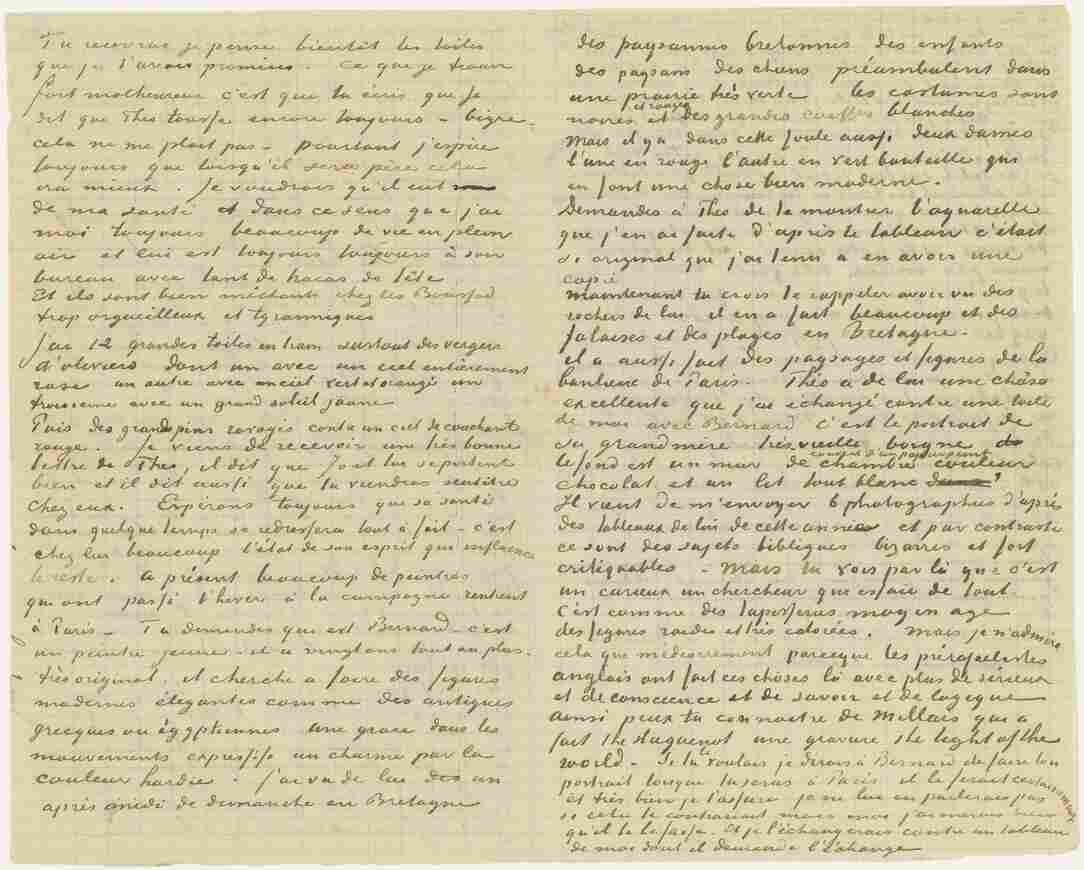 Tu recevras je pense bientôt les toiles
que je t'avais promises. Ce que je trouve
fort malheureux c'est que tu écris que je
dit que Theo tousse encore toujours – bigre –
cela ne me plait pas – pourtant j'espère
toujours que lorsqu'il sera père cela
ira mieux. Je voudrais qu'il eut
de ma santé et dans ce sens que j'ai
moi toujours beaucoup de vie en plein
air et lui est toujours toujours à son
bureau avec tant de tracas de tête
Et ils sont bien méchants chez les Boussod
trop orgueilleux et tyranniques
J'ai 12 grandes toiles en train surtout des vergers
d'oliviers dont un avec un ciel entièrement
rose un autre avec un ciel vert et orangé un
troisieme avec un grand soleil jaune
Puis des grands pins ravagés contre un ciel de couchant
rouge. Je viens de recevoir une très bonne
lettre de Theo, il dit que Jo et lui se portent
bien et il dit aussi que tu viendras sentire
chez eux. Espérons toujours que sa santé
dans quelque temps se redressera tout à fait – c'est
chez lui beaucoup l'état de son esprit qui influence
le reste. à présent beaucoup de peintres
qui ont passé l'hiver à la campagne rentrent
à Paris – Tu demandes qui est Bernard – c'est
un peintre jeune – il a vingt ans tout au plus –
très original, il cherche à faire des figures
modernes élégantes comme des antiques
grecques ou égyptiennes une grace dans les
mouvements expressifs un charme par la
couleur hardie. J'ai vu de lui des un
après midi de dimanche en Bretagne
des paysannes bretonnes des enfants
des paysans des chiens préambulent dans
une prairie très verte les costumes sont
noires et rouges et des grandes coiffes blanches
mais il y a dans cette foule aussi deux dames
l'une en rouge l'autre en vert bouteille qui
en font une chose bien moderne.
Demandes à Theo de te montrer l'aquarelle
que j'en ai faite d'après le tableau c'était
si original que j'ai tenu à en avoir une
copie
maintenant tu crois te rappeler avoir vu des
rochers de lui il en a fait beaucoup et des
falaises et des plages en Bretagne.
il a aussi fait des paysages et figures de la
banlieue de Paris. Theo a de lui une chôse
excellente que j'ai échangé contre une toile
de moi avec Bernard c'est le portrait de
sa grandmère très vieille borgne
le fond est un mur de chambre couvert d'un papier peint couleur
chocolat et un lit tout blanc
Il vient de m'envoyer 6 photographies d'après
des tableaux de lui de cette année et par contraste
ce sont des sujets bibliques bizarres et fort
critiquables – mais tu vois par là que c'est
un curieux un chercheur qui essaie de tout.
C'est comme des tapisseries moyen age
des figures raides et très colorées. mais je n'admire
cela que médiocrement parceque les préraphaelistes
anglais ont fait ces choses là avec plus de sérieux
et de conscience et de savoir et de logique
ainsi peux tu connaitre de Millais qui a
fait the Huguenot une gravure the light of the
world – Si tu le voulais je dirais à Bernard de faire ton
portrait lorsque tu seras à Paris il le ferait certainement
et très bien je t'assure je ne lui en parlerais pas
si cela te contrariait mais moi j'aimerais bien
qu'il te le fasse. Et je l'échangerais contre un tableau
de moi dont il demande l'échange